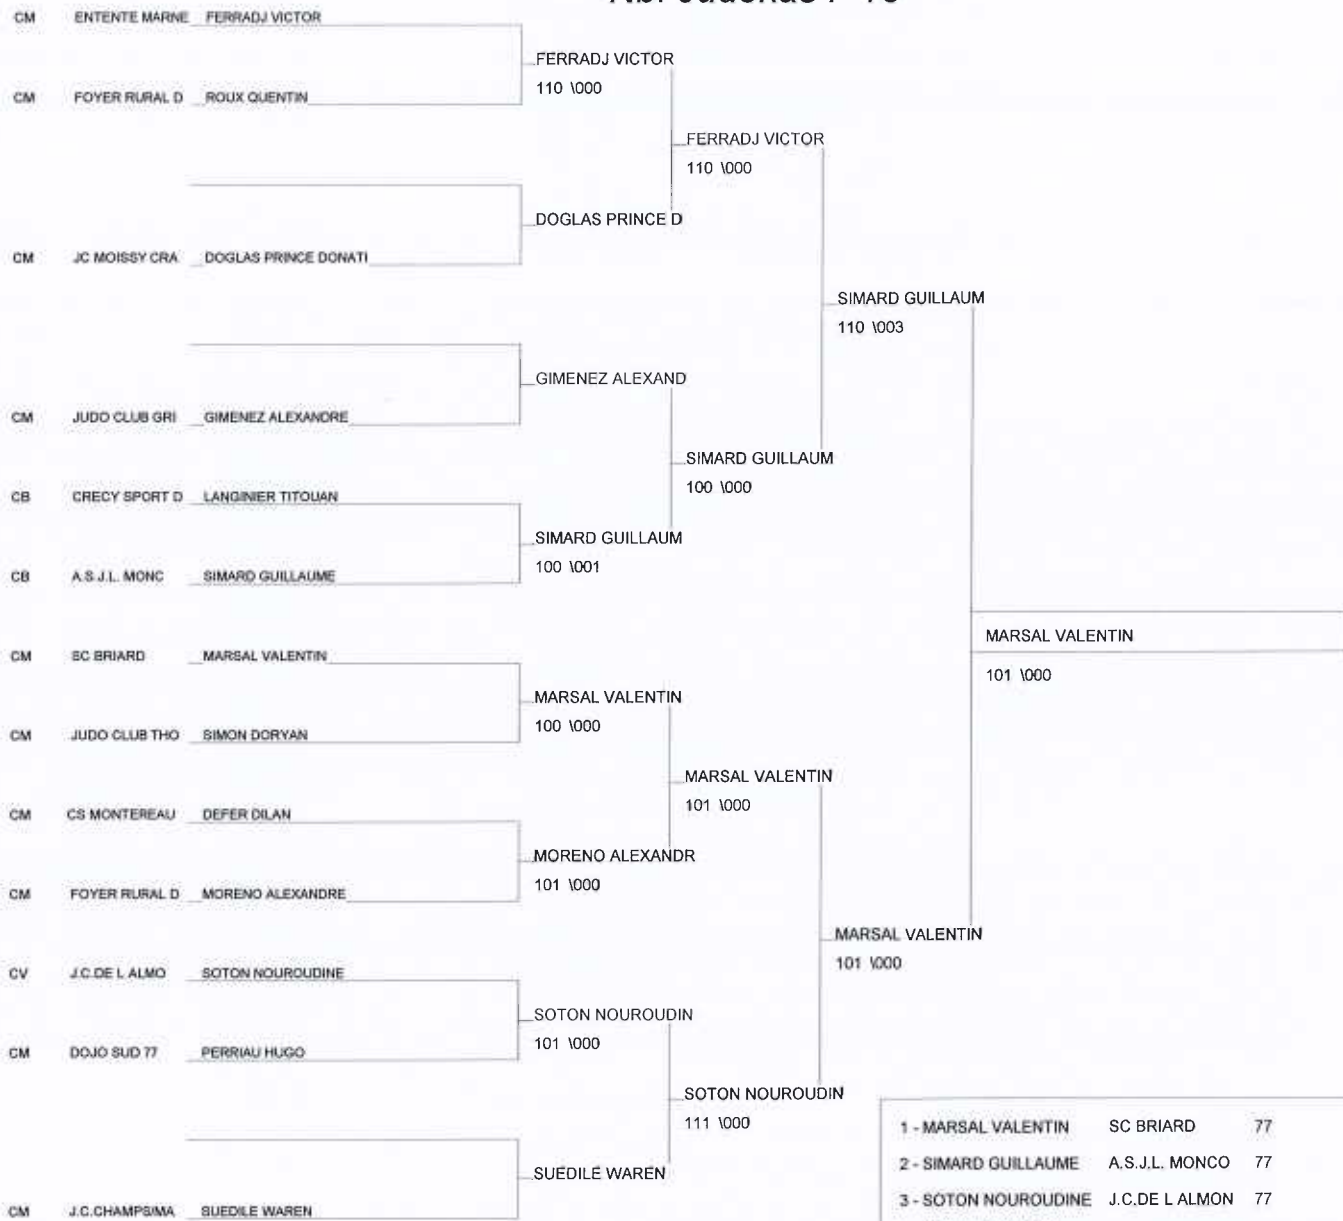 CM ENTENTE MARNE FERRADJ VICTOR
FERRADJ VICTOR
110 \000
CM FOYER RURAL D ROUX QUENTIN
FERRADJ VICTOR
110 \000
DOGLAS PRINCE D
CM JC MOISSY CRA DOGLAS PRINCE DONATI
SIMARD GUILLAUM
110 \003
GIMENEZ ALEXAND
CM JUDO CLUB GRI GIMENEZ ALEXANDRE
SIMARD GUILLAUM
100 \000
CB CRECY SPORT D LANGINIER TITOUAN
SIMARD GUILLAUM
100 \001
CB A.S.J.L. MONC SIMARD GUILLAUME
MARSAL VALENTIN
101 \000
CM SC BRIARD MARSAL VALENTIN
MARSAL VALENTIN
100 \000
CM JUDO CLUB THO SIMON DORYAN
MARSAL VALENTIN
101 \000
CM CS MONTEREAU DEFER DILAN
MORENO ALEXANDR
101 \000
CM FOYER RURAL D MORENO ALEXANDRE
MARSAL VALENTIN
101 \000
CV J.C.DE L ALMO SOTON NOUROUDINE
SOTON NOUROUDIN
101 \000
CM DOJO SUD 77 PERRIAU HUGO
SOTON NOUROUDIN
111 \000
SUEDILE WAREN
CM J.C.CHAMPS/MA SUEDILE WAREN
1 - MARSAL VALENTIN SC BRIARD 77
2 - SIMARD GUILLAUME A.S.J.L. MONCO 77
3 - SOTON NOUROUDINE J.C.DE L ALMON 77